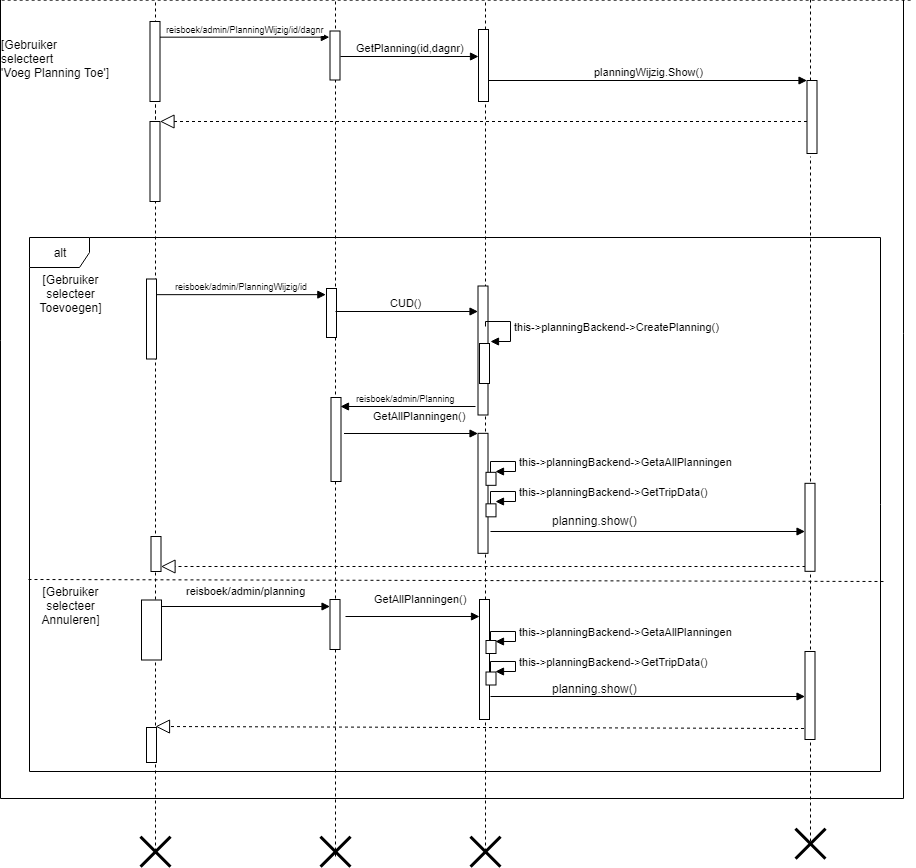 reisboek/admin/PlanningWijzig/id/dagnr
[Gebruiker
selecteert
'Voeg Planning Toe']
GetPlanning(id,dagnr)
planningWijzig.Show()
alt
[Gebruiker
selecteer
Toevoegen]
reisboek/admin/PlanningWijzig/id
CUD()
this->planningBackend->CreatePlanning()
reisboek/admin/Planning
GetAllPlanningen()
this->planningBackend->GetaAllPlanningen
this->planningBackend->GetTripData()
planning.show()
[Gebruiker
selecteer
Annuleren]
reisboek/admin/planning
GetAllPlanningen()
this->planningBackend->GetaAllPlanningen
this->planningBackend->GetTripData()
planning.show()